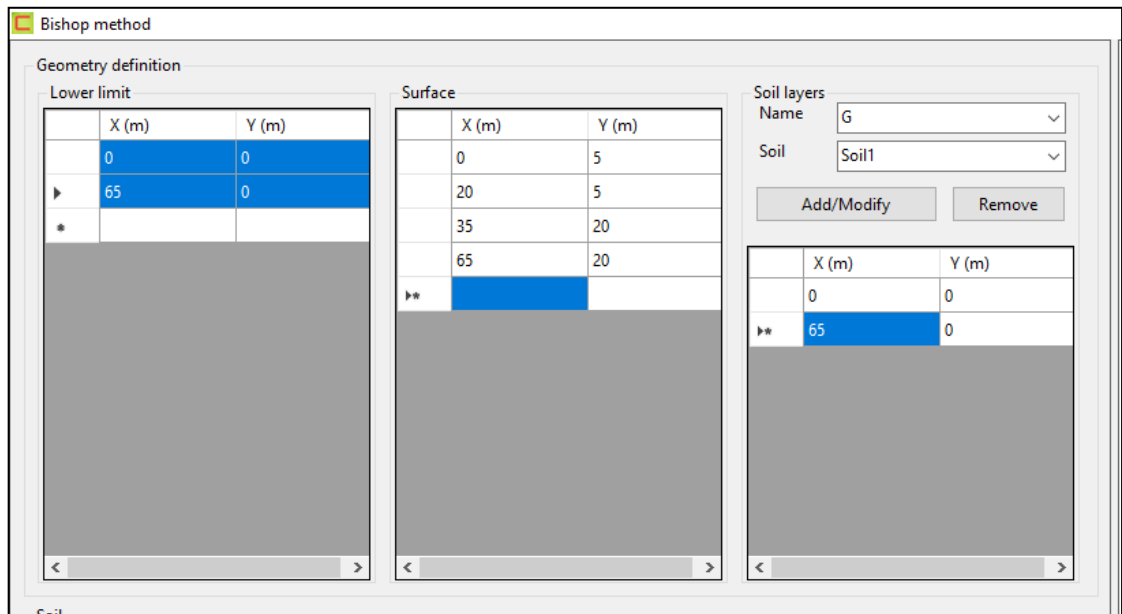 Bishop method
Geometry definition
Lower limit
X (m) Y (m)
0 0
65 0
Surface
X (m) Y (m)
0 5
20 5
35 20
65 20
Soil layers
Name G
Soil Soil1
Add/Modify Remove
X (m) Y (m)
0 0
65 0
Soil